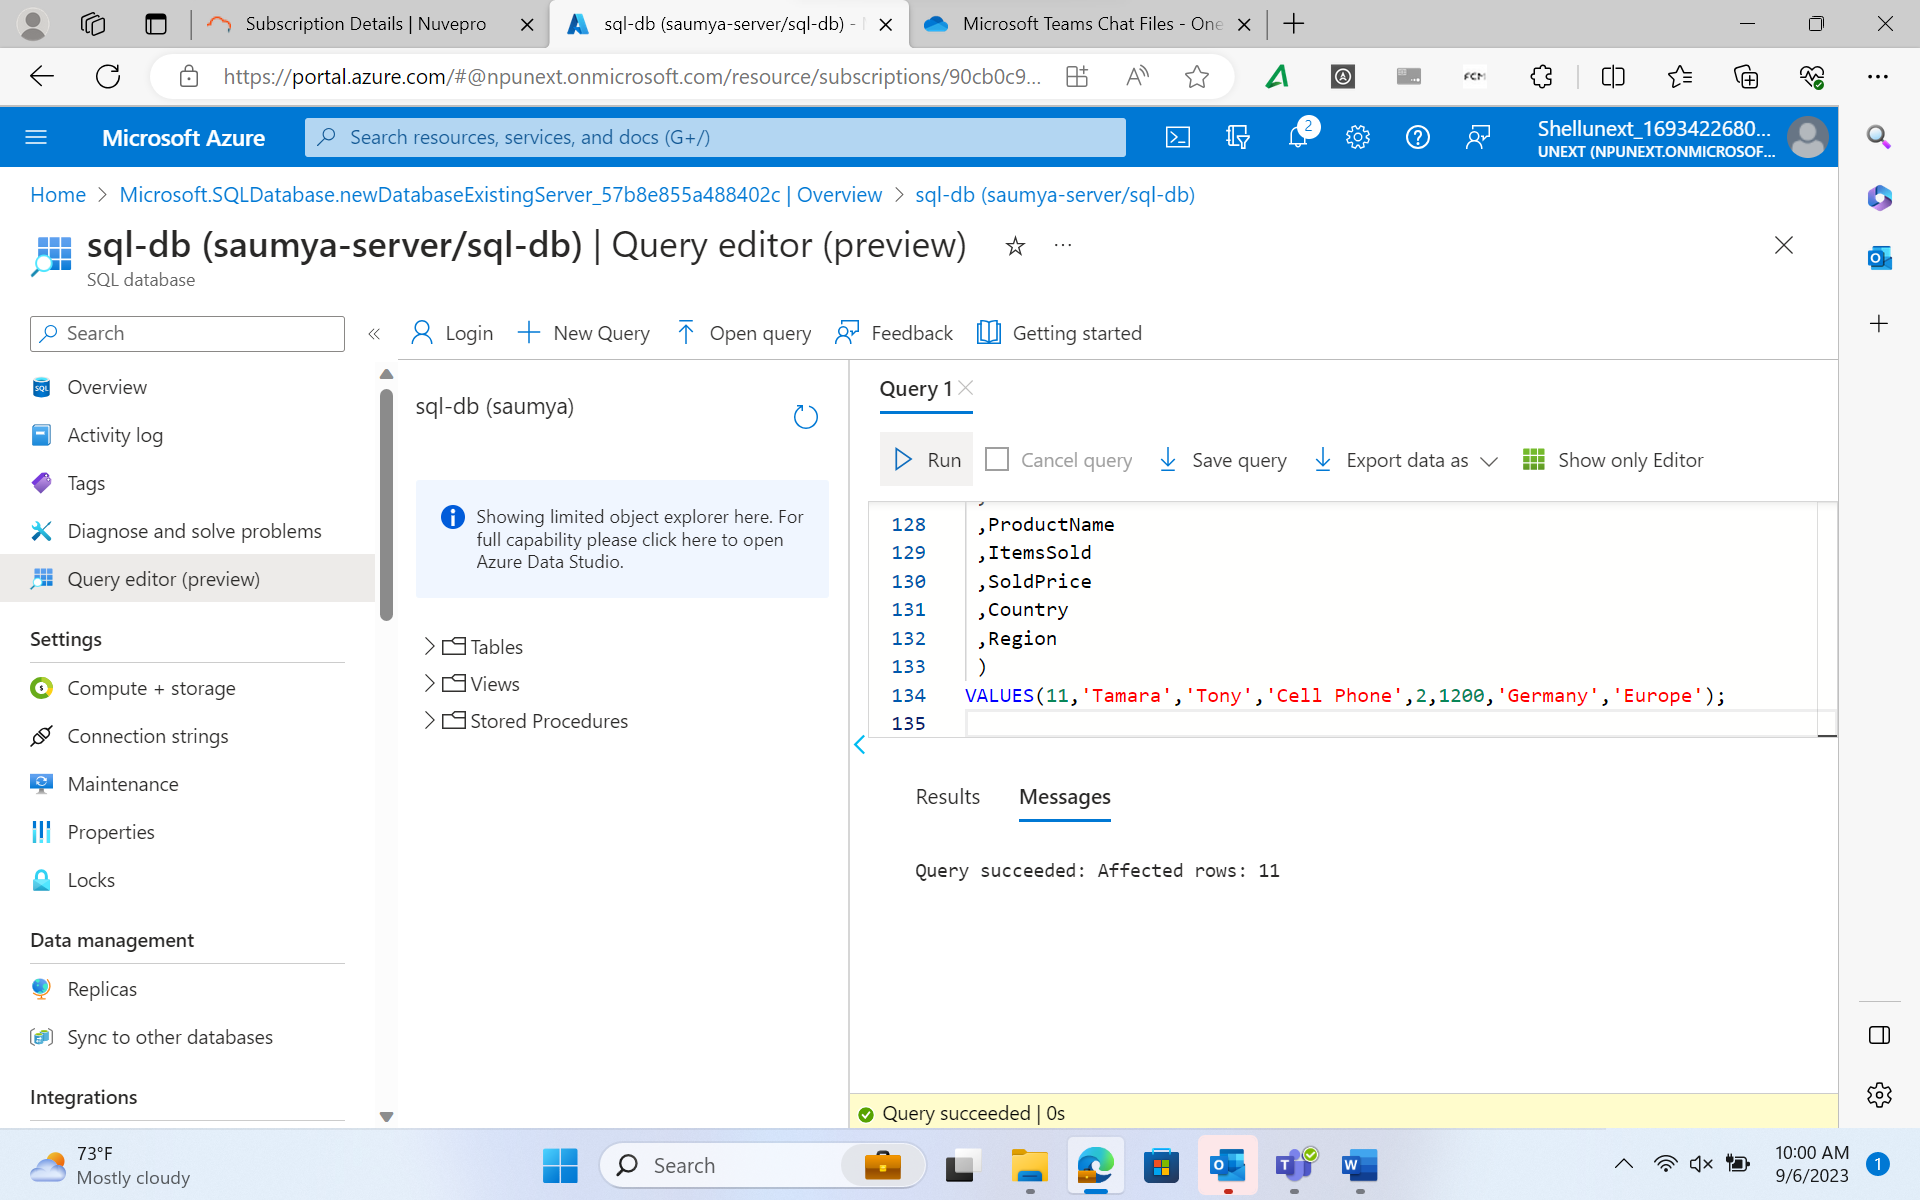 Subscription Details | Nuvepro
sql-db (saumya-server/sql-db) -
Microsoft Teams Chat Files - One
https://portal.azure.com/#@npunext.onmicrosoft.com/resource/subscriptions/90cb0c9...
FCM
Microsoft Azure
Search resources, services, and docs (G+/)
2
Shellunext_1693422680...
UNEXT (NPUNEXT.ONMICROSOF...
Home > Microsoft.SQLDatabase.newDatabaseExistingServer_57b8e855a488402c | Overview > sql-db (saumya-server/sql-db)
sql-db (saumya-server/sql-db) | Query editor (preview)
SQL database
Search
Login
New Query
Open query
Feedback
Getting started
Overview
Activity log
Tags
Diagnose and solve problems
Query editor (preview)
Settings
Compute + storage
Connection strings
Maintenance
Properties
Locks
Data management
Replicas
Sync to other databases
Integrations
sql-db (saumya)
Showing limited object explorer here. For
full capability please click here to open
Azure Data Studio.
Tables
Views
Stored Procedures
Query 1
Run
Cancel query
Save query
Export data as
Show only Editor
128 ,ProductName
129 ,ItemsSold
130 ,SoldPrice
131 ,Country
132 ,Region
133 )
134 VALUES(11,'Tamara','Tony','Cell Phone',2,1200,'Germany','Europe');
135
Results
Messages
Query succeeded: Affected rows: 11
Query succeeded | 0s
73°F
Mostly cloudy
Search
10:00 AM
9/6/2023
1